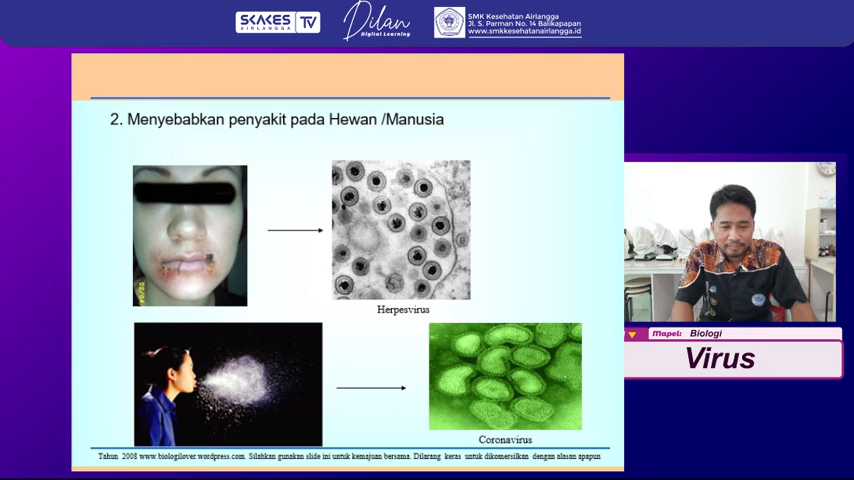 SKAKES TV
AIRLANGGA
Dilan
Digital Learning
SMK Kesehatan Airlangga
Jl. S. Parman No. 14 Balikapapan
www.smkkesehatanairlangga.id
2. Menyebabkan penyakit pada Hewan /Manusia
Herpesvirus
Coronavirus
Tahun 2008 www.biologilover.wordpress.com. Silahkan gunakan slide ini untuk kemajuan bersama. Dilarang keras untuk dikomersilkan dengan alasan apapun
Mapel: Biologi
Virus